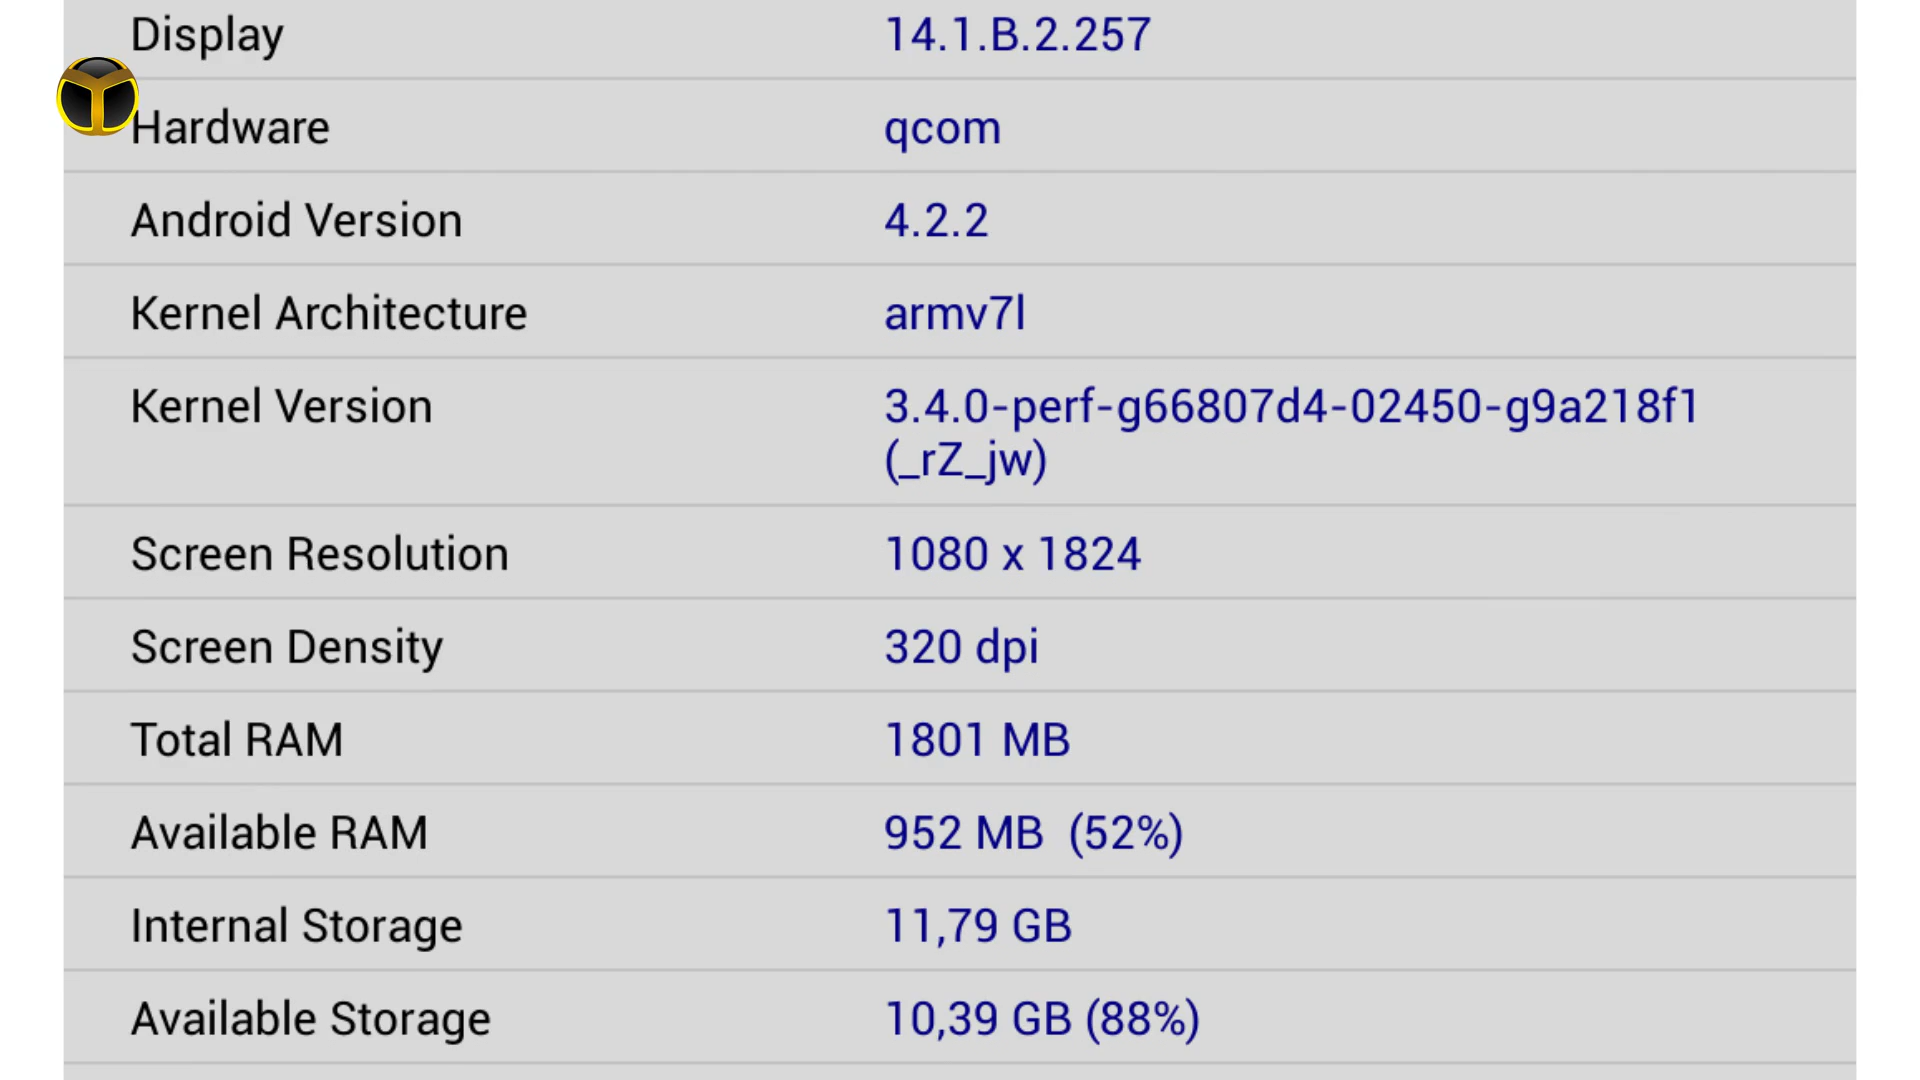 Display 14.1.B.2.257
Hardware qcom
Android Version 4.2.2
Kernel Architecture armv7l
Kernel Version 3.4.0-perf-g66807d4-02450-g9a218f1
(_rZ_jw)
Screen Resolution 1080 x 1824
Screen Density 320 dpi
Total RAM 1801 MB
Available RAM 952 MB (52%)
Internal Storage 11,79 GB
Available Storage 10,39 GB (88%)